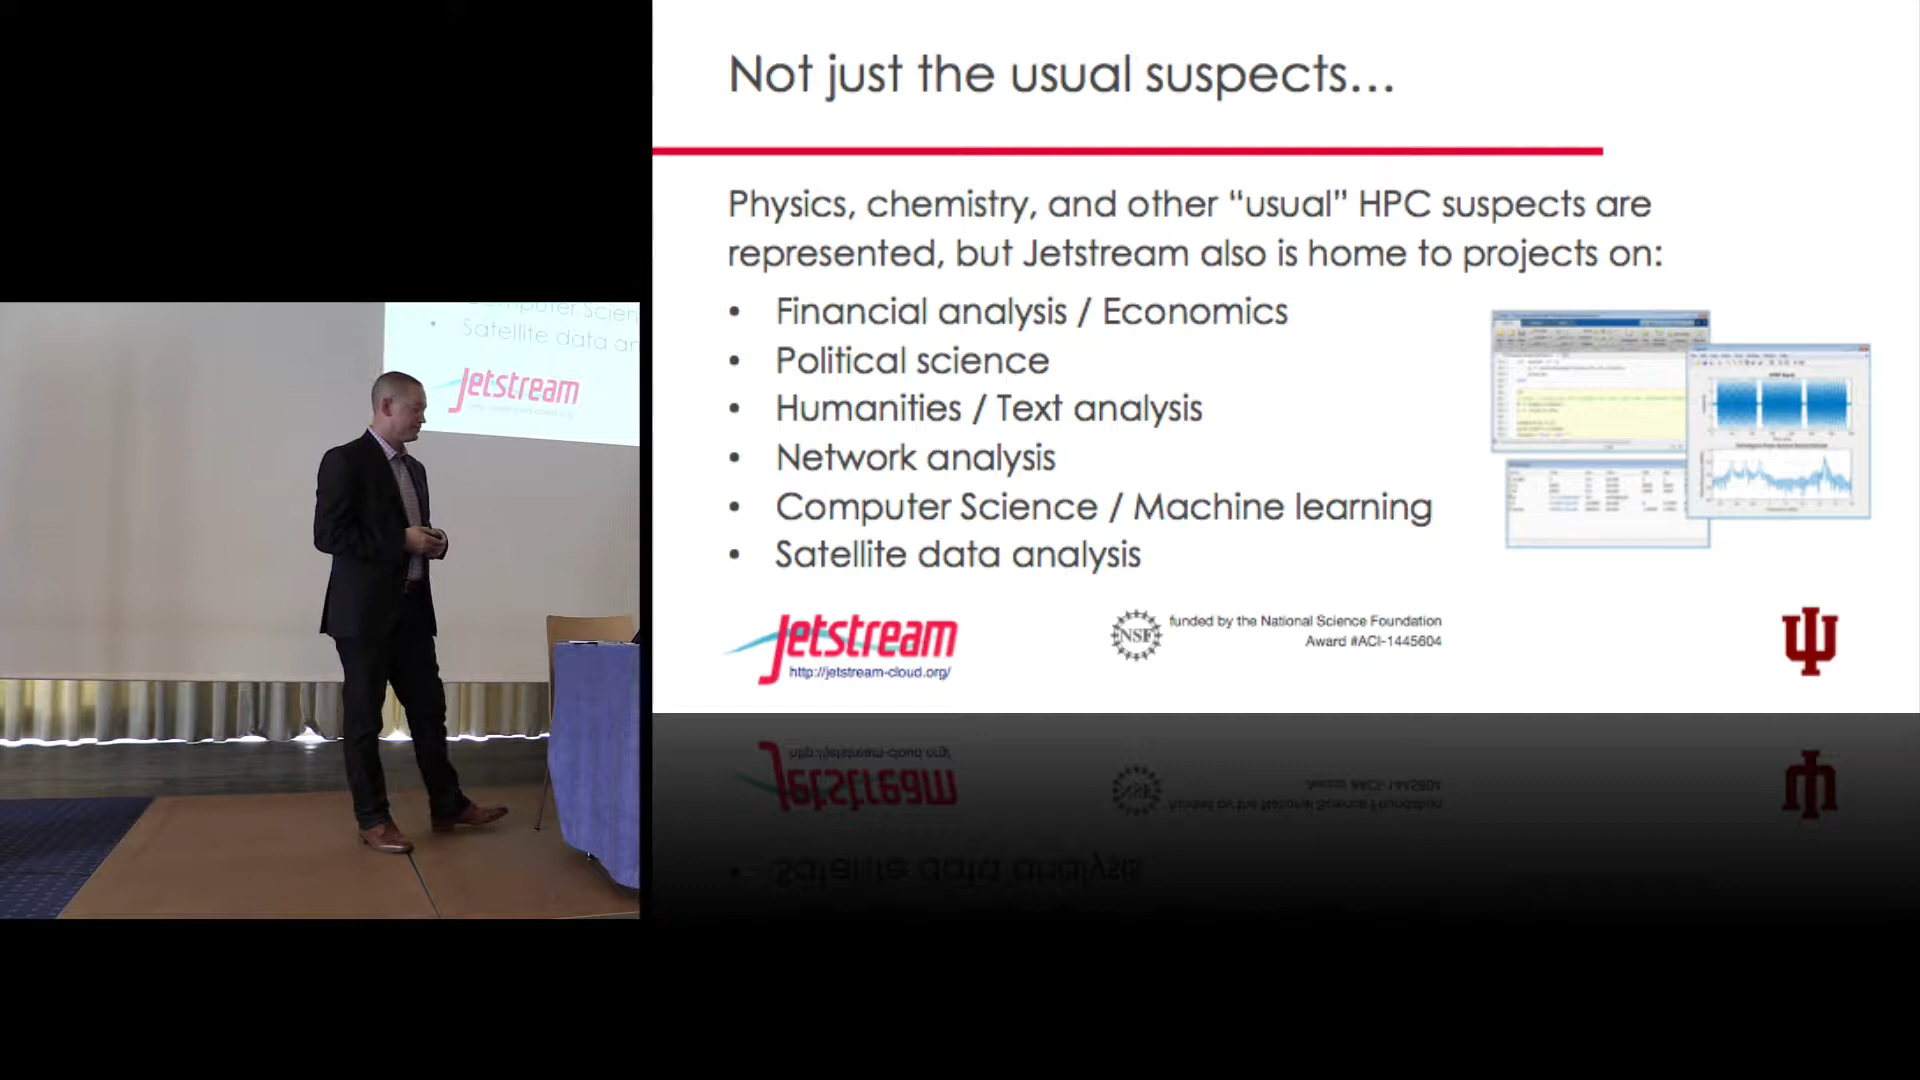 Not just the usual suspects...
Physics, chemistry, and other “usual” HPC suspects are
represented, but Jetstream also is home to projects on:
• Financial analysis / Economics
• Political science
• Humanities / Text analysis
• Network analysis
• Computer Science / Machine learning
• Satellite data analysis
Jetstream
http://jetstream-cloud.org/
NSF
funded by the National Science Foundation
Award #ACI-1445604
Computer Scien
• Satellite data an
Jetstream